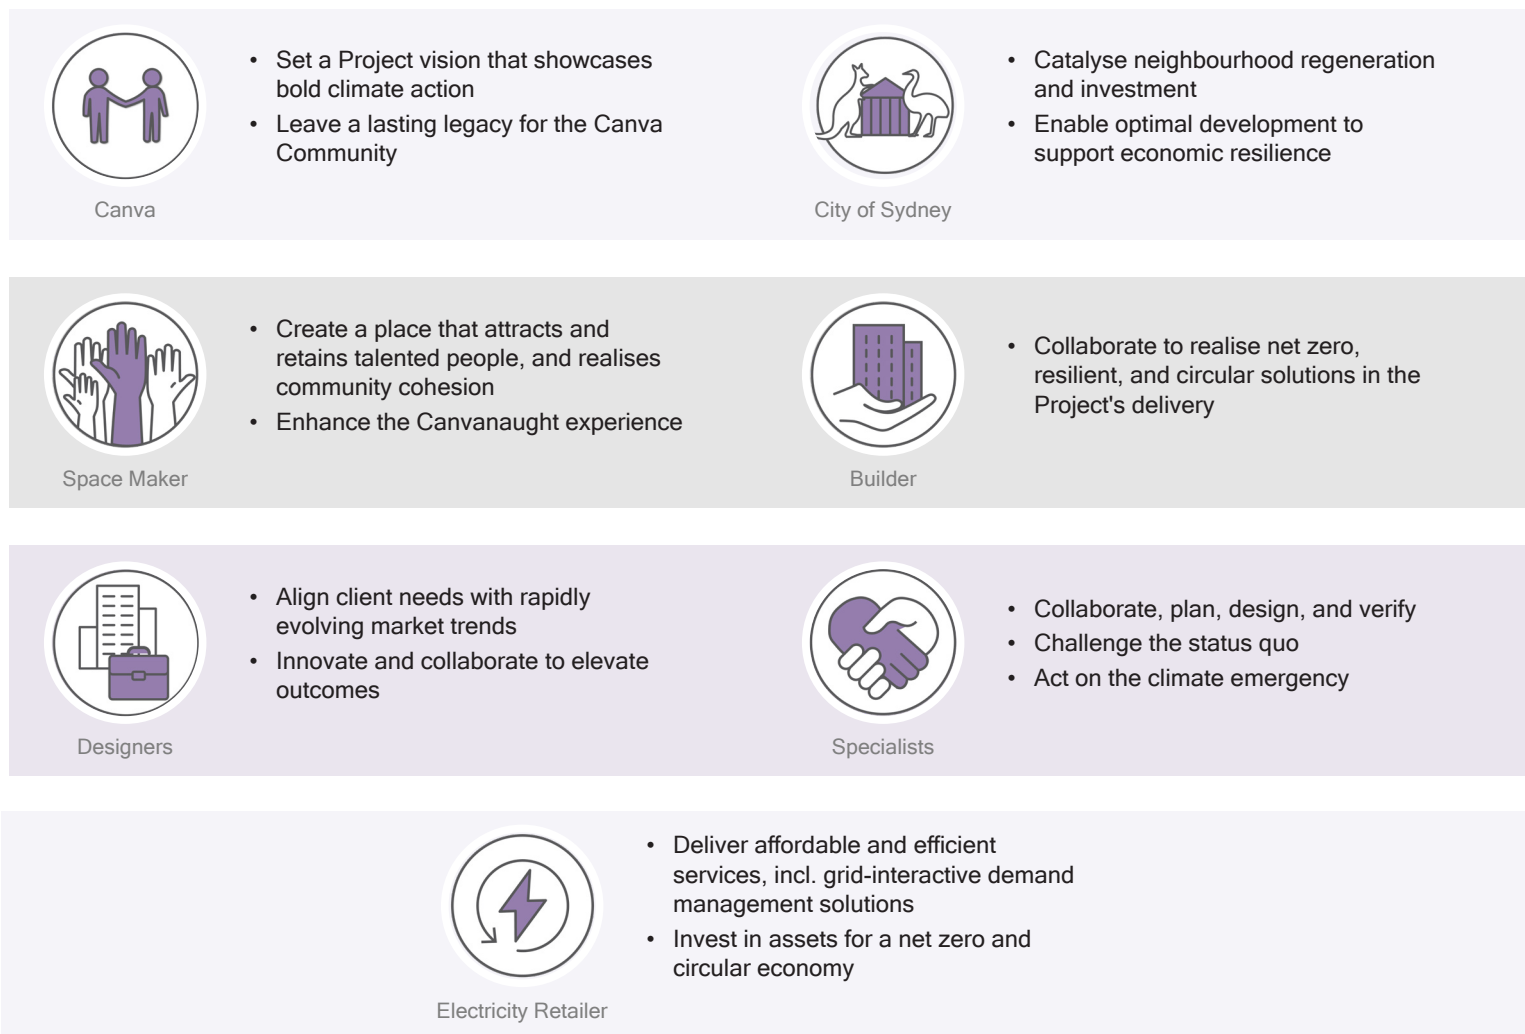 • Set a Project vision that showcases
bold climate action
• Leave a lasting legacy for the Canva
Community
Canva
• Catalyse neighbourhood regeneration
and investment
• Enable optimal development to
support economic resilience
City of Sydney
• Create a place that attracts and
retains talented people, and realises
community cohesion
• Enhance the Canvanaught experience
Space Maker
• Collaborate to realise net zero,
resilient, and circular solutions in the
Project's delivery
Builder
• Align client needs with rapidly
evolving market trends
• Innovate and collaborate to elevate
outcomes
Designers
• Collaborate, plan, design, and verify
• Challenge the status quo
• Act on the climate emergency
Specialists
• Deliver affordable and efficient
services, incl. grid-interactive demand
management solutions
• Invest in assets for a net zero and
circular economy
Electricity Retailer